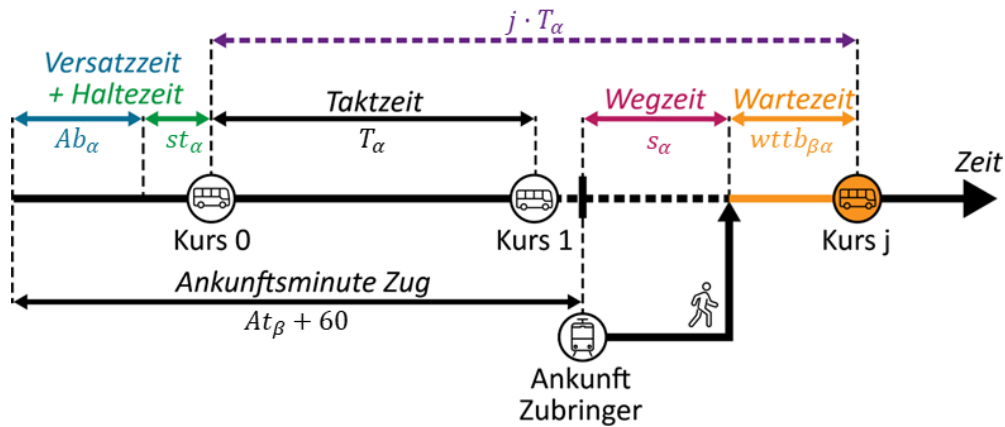 j · T_α
Versatzzeit
+ Haltezeit
Taktzeit
Wegzeit
Wartezeit
Ab_α
st_α
T_α
s_α
wttb_βα
Zeit
Kurs 0
Kurs 1
Kurs j
Ankunftsminute Zug
At_β + 60
Ankunft
Zubringer